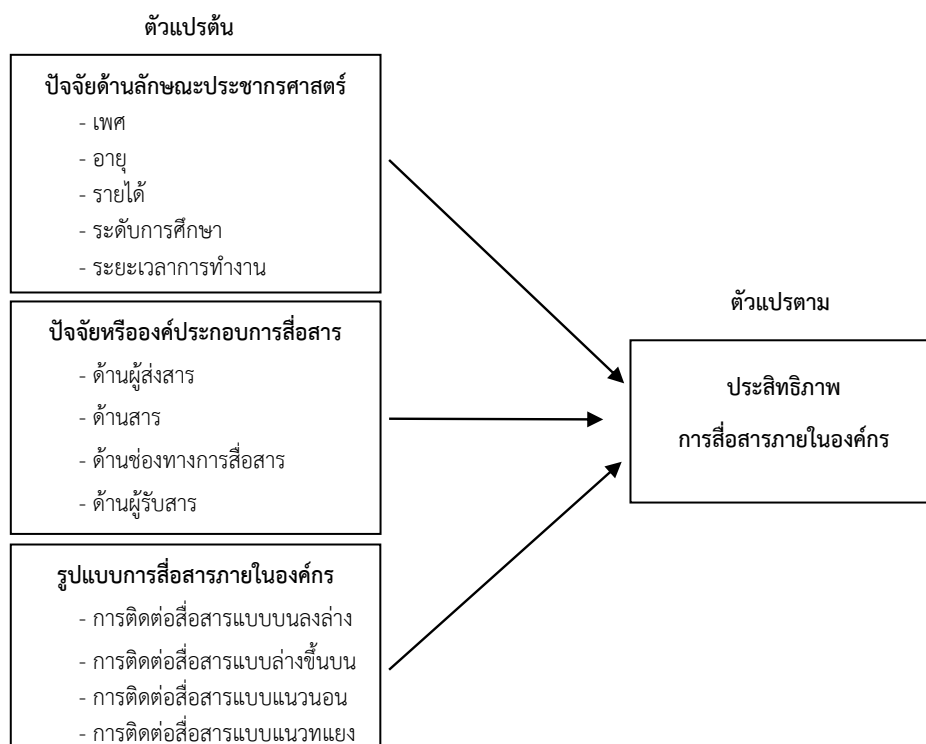 ตัวแปรต้น
ปัจจัยด้านลักษณะประชากรศาสตร์
- เพศ
- อายุ
- รายได้
- ระดับการศึกษา
- ระยะเวลาการทำงาน
ปัจจัยหรือองค์ประกอบการสื่อสาร
- ด้านผู้ส่งสาร
- ด้านสาร
- ด้านช่องทางการสื่อสาร
- ด้านผู้รับสาร
รูปแบบการสื่อสารภายในองค์กร
- การติดต่อสื่อสารแบบบนลงล่าง
- การติดต่อสื่อสารแบบล่างขึ้นบน
- การติดต่อสื่อสารแบบแนวนอน
- การติดต่อสื่อสารแบบแนวทแยง
ตัวแปรตาม
ประสิทธิภาพ
การสื่อสารภายในองค์กร